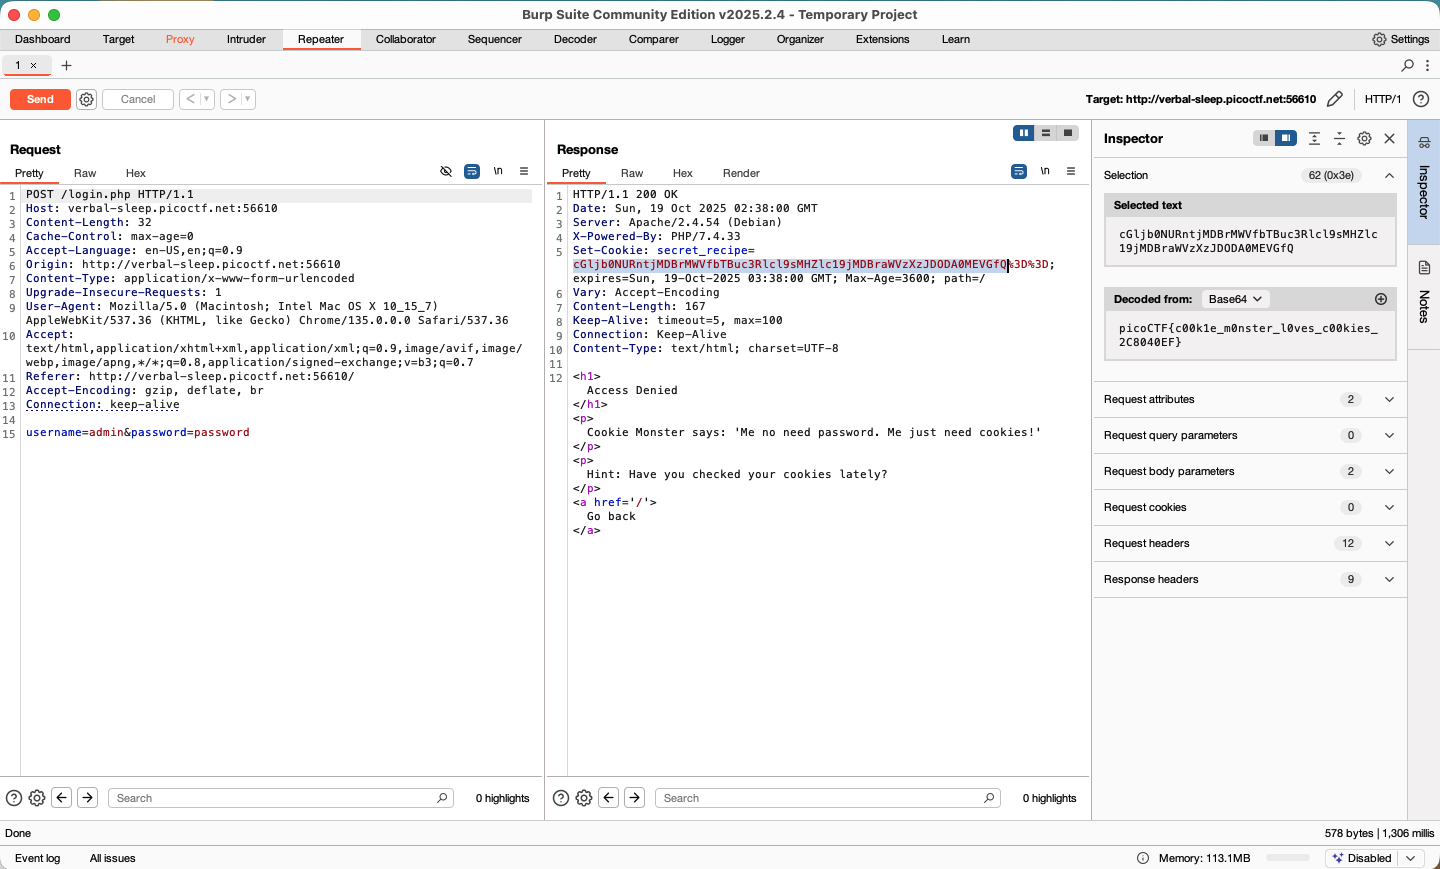 Burp Suite Community Edition v2025.2.4 - Temporary Project
Dashboard Target Proxy Intruder Repeater Collaborator Sequencer Decoder Comparer Logger Organizer Extensions Learn Settings
1 × +
Send Cancel < > Target: http://verbal-sleep.picoctf.net:56610 HTTP/1 ?
Request
Pretty Raw Hex \n
1 POST /login.php HTTP/1.1
2 Host: verbal-sleep.picoctf.net:56610
3 Content-Length: 32
4 Cache-Control: max-age=0
5 Accept-Language: en-US,en;q=0.9
6 Origin: http://verbal-sleep.picoctf.net:56610
7 Content-Type: application/x-www-form-urlencoded
8 Upgrade-Insecure-Requests: 1
9 User-Agent: Mozilla/5.0 (Macintosh; Intel Mac OS X 10_15_7)
AppleWebKit/537.36 (KHTML, like Gecko) Chrome/135.0.0.0 Safari/537.36
10 Accept:
text/html,application/xhtml+xml,application/xml;q=0.9,image/avif,image/
webp,image/apng,*/*;q=0.8,application/signed-exchange;v=b3;q=0.7
11 Referer: http://verbal-sleep.picoctf.net:56610/
12 Accept-Encoding: gzip, deflate, br
13 Connection: keep-alive
14
15 username=admin&password=password
Search 0 highlights
Response
Pretty Raw Hex Render \n
1 HTTP/1.1 200 OK
2 Date: Sun, 19 Oct 2025 02:38:00 GMT
3 Server: Apache/2.4.54 (Debian)
4 X-Powered-By: PHP/7.4.33
5 Set-Cookie: secret_recipe=
cGljb0NURntjMDBrMWVfbTBuc3Rlcl9sMHZlc19jMDBraWVzXzJDODA0MEVGfQ%3D%3D;
expires=Sun, 19-Oct-2025 03:38:00 GMT; Max-Age=3600; path=/
6 Vary: Accept-Encoding
7 Content-Length: 167
8 Keep-Alive: timeout=5, max=100
9 Connection: Keep-Alive
10 Content-Type: text/html; charset=UTF-8
11
12 <h1>
Access Denied
</h1>
<p>
Cookie Monster says: 'Me no need password. Me just need cookies!'
</p>
<p>
Hint: Have you checked your cookies lately?
</p>
<a href='/'>
Go back
</a>
Search 0 highlights
Inspector
Selection 62 (0x3e)
Selected text
cGljb0NURntjMDBrMWVfbTBuc3Rlcl9sMHZlc
19jMDBraWVzXzJDODA0MEVGfQ
Decoded from: Base64
picoCTF{c00k1e_m0nster_l0ves_c00kies_
2C8040EF}
Request attributes 2
Request query parameters 0
Request body parameters 2
Request cookies 0
Request headers 12
Response headers 9
Inspector
Notes
Done 578 bytes | 1,306 millis
Event log All issues Memory: 113.1MB Disabled